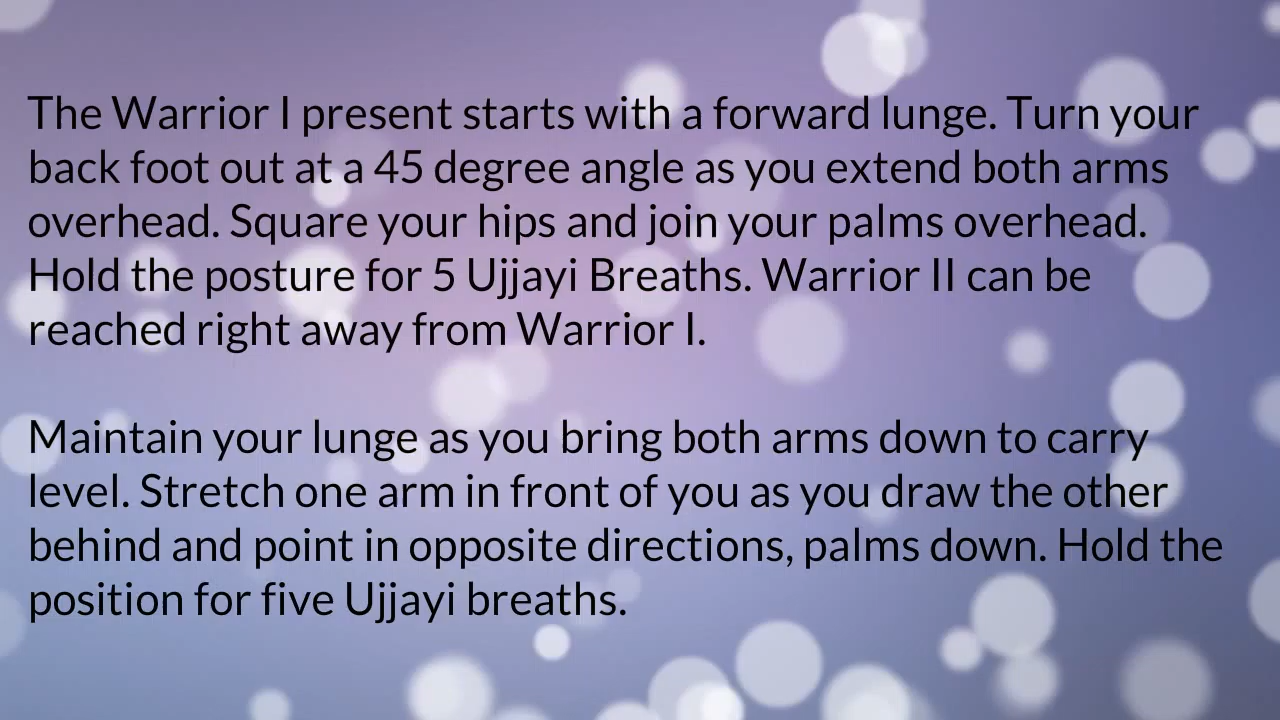 The Warrior I present starts with a forward lunge. Turn your
back foot out at a 45 degree angle as you extend both arms
overhead. Square your hips and join your palms overhead.
Hold the posture for 5 Ujjayi Breaths. Warrior II can be
reached right away from Warrior I.
Maintain your lunge as you bring both arms down to carry
level. Stretch one arm in front of you as you draw the other
behind and point in opposite directions, palms down. Hold the
position for five Ujjayi breaths.